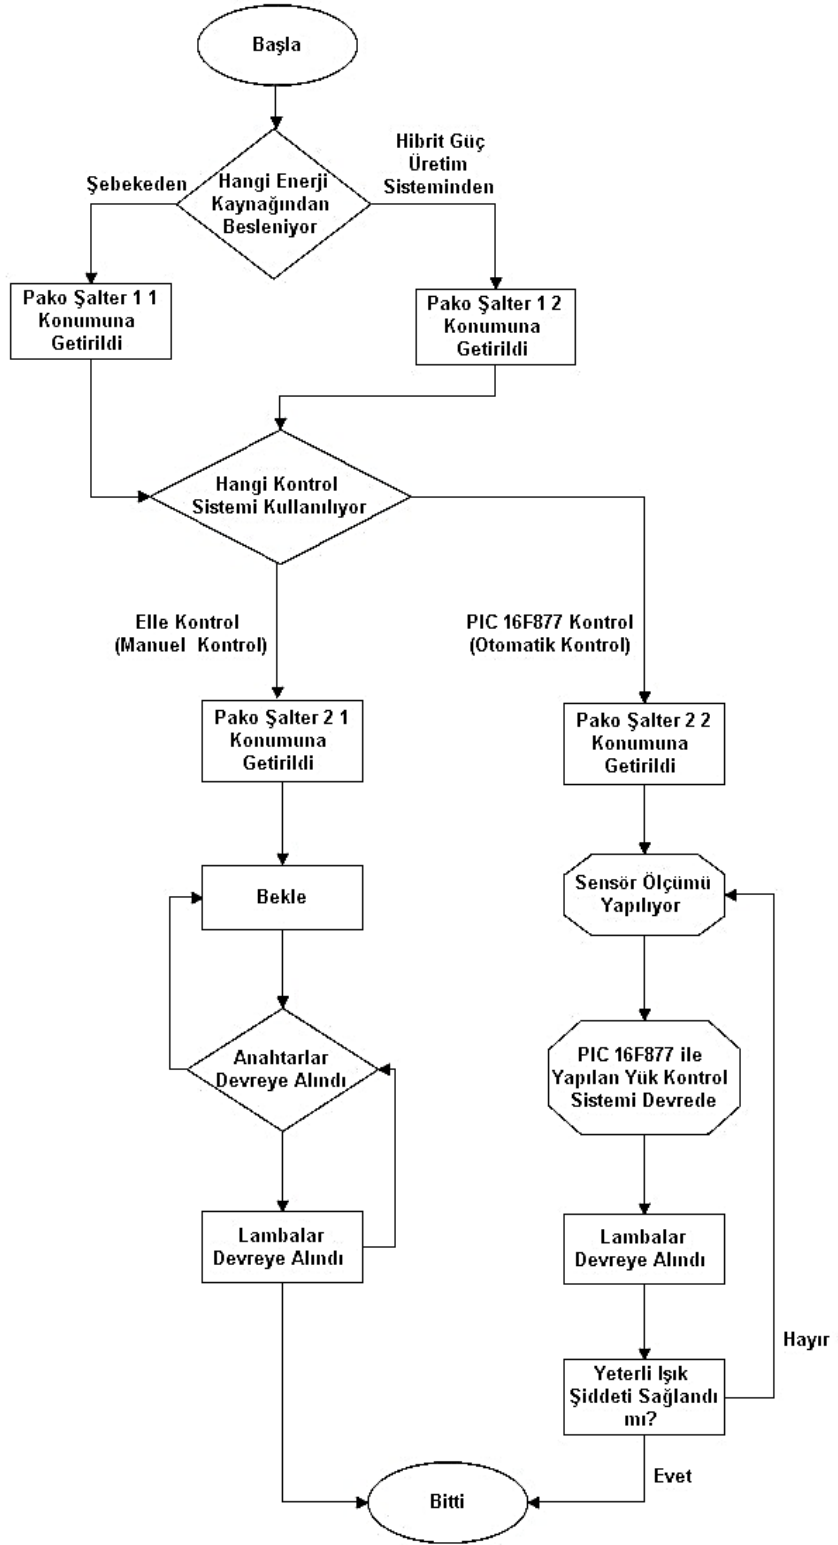 Başla
Hangi Enerji
Kaynağından
Besleniyor
Şebekeden
Hibrit Güç
Üretim
Sisteminden
Pako Şalter 1 1
Konumuna
Getirildi
Pako Şalter 1 2
Konumuna
Getirildi
Hangi Kontrol
Sistemi Kullanılıyor
Elle Kontrol
(Manuel Kontrol)
PIC 16F877 Kontrol
(Otomatik Kontrol)
Pako Şalter 2 1
Konumuna
Getirildi
Pako Şalter 2 2
Konumuna
Getirildi
Bekle
Sensör Ölçümü
Yapılıyor
Anahtarlar
Devreye Alındı
PIC 16F877 ile
Yapılan Yük Kontrol
Sistemi Devrede
Lambalar
Devreye Alındı
Lambalar
Devreye Alındı
Hayır
Yeterli Işık
Şiddeti Sağlandı
mı?
Evet
Bitti